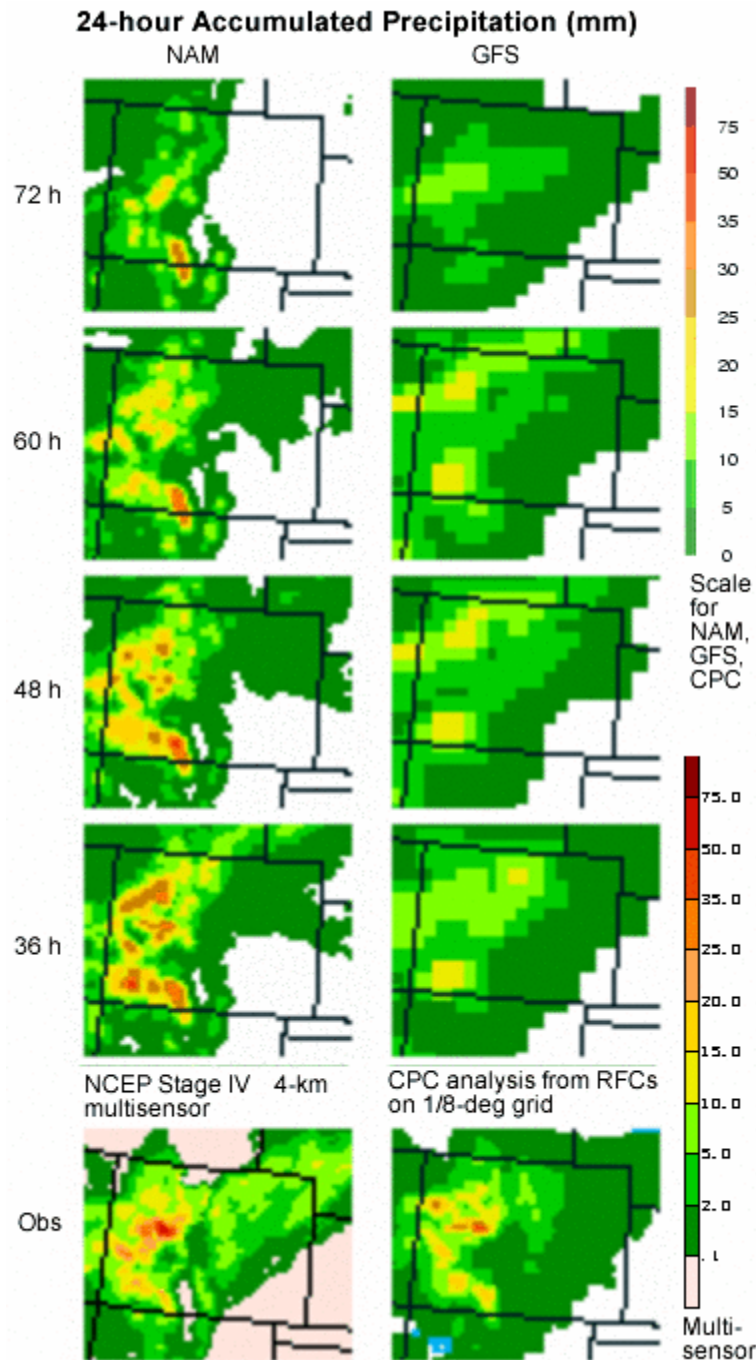 24-hour Accumulated Precipitation (mm)
NAM
GFS
72 h
60 h
48 h
36 h
75
50
35
30
25
20
15
10
5
0
Scale
for
NAM,
GFS,
CPC
75.0
50.0
35.0
25.0
20.0
15.0
10.0
5.0
2.0
.1
Multi-
sensor
NCEP Stage IV 4-km
multisensor
CPC analysis from RFCs
on 1/8-deg grid
Obs